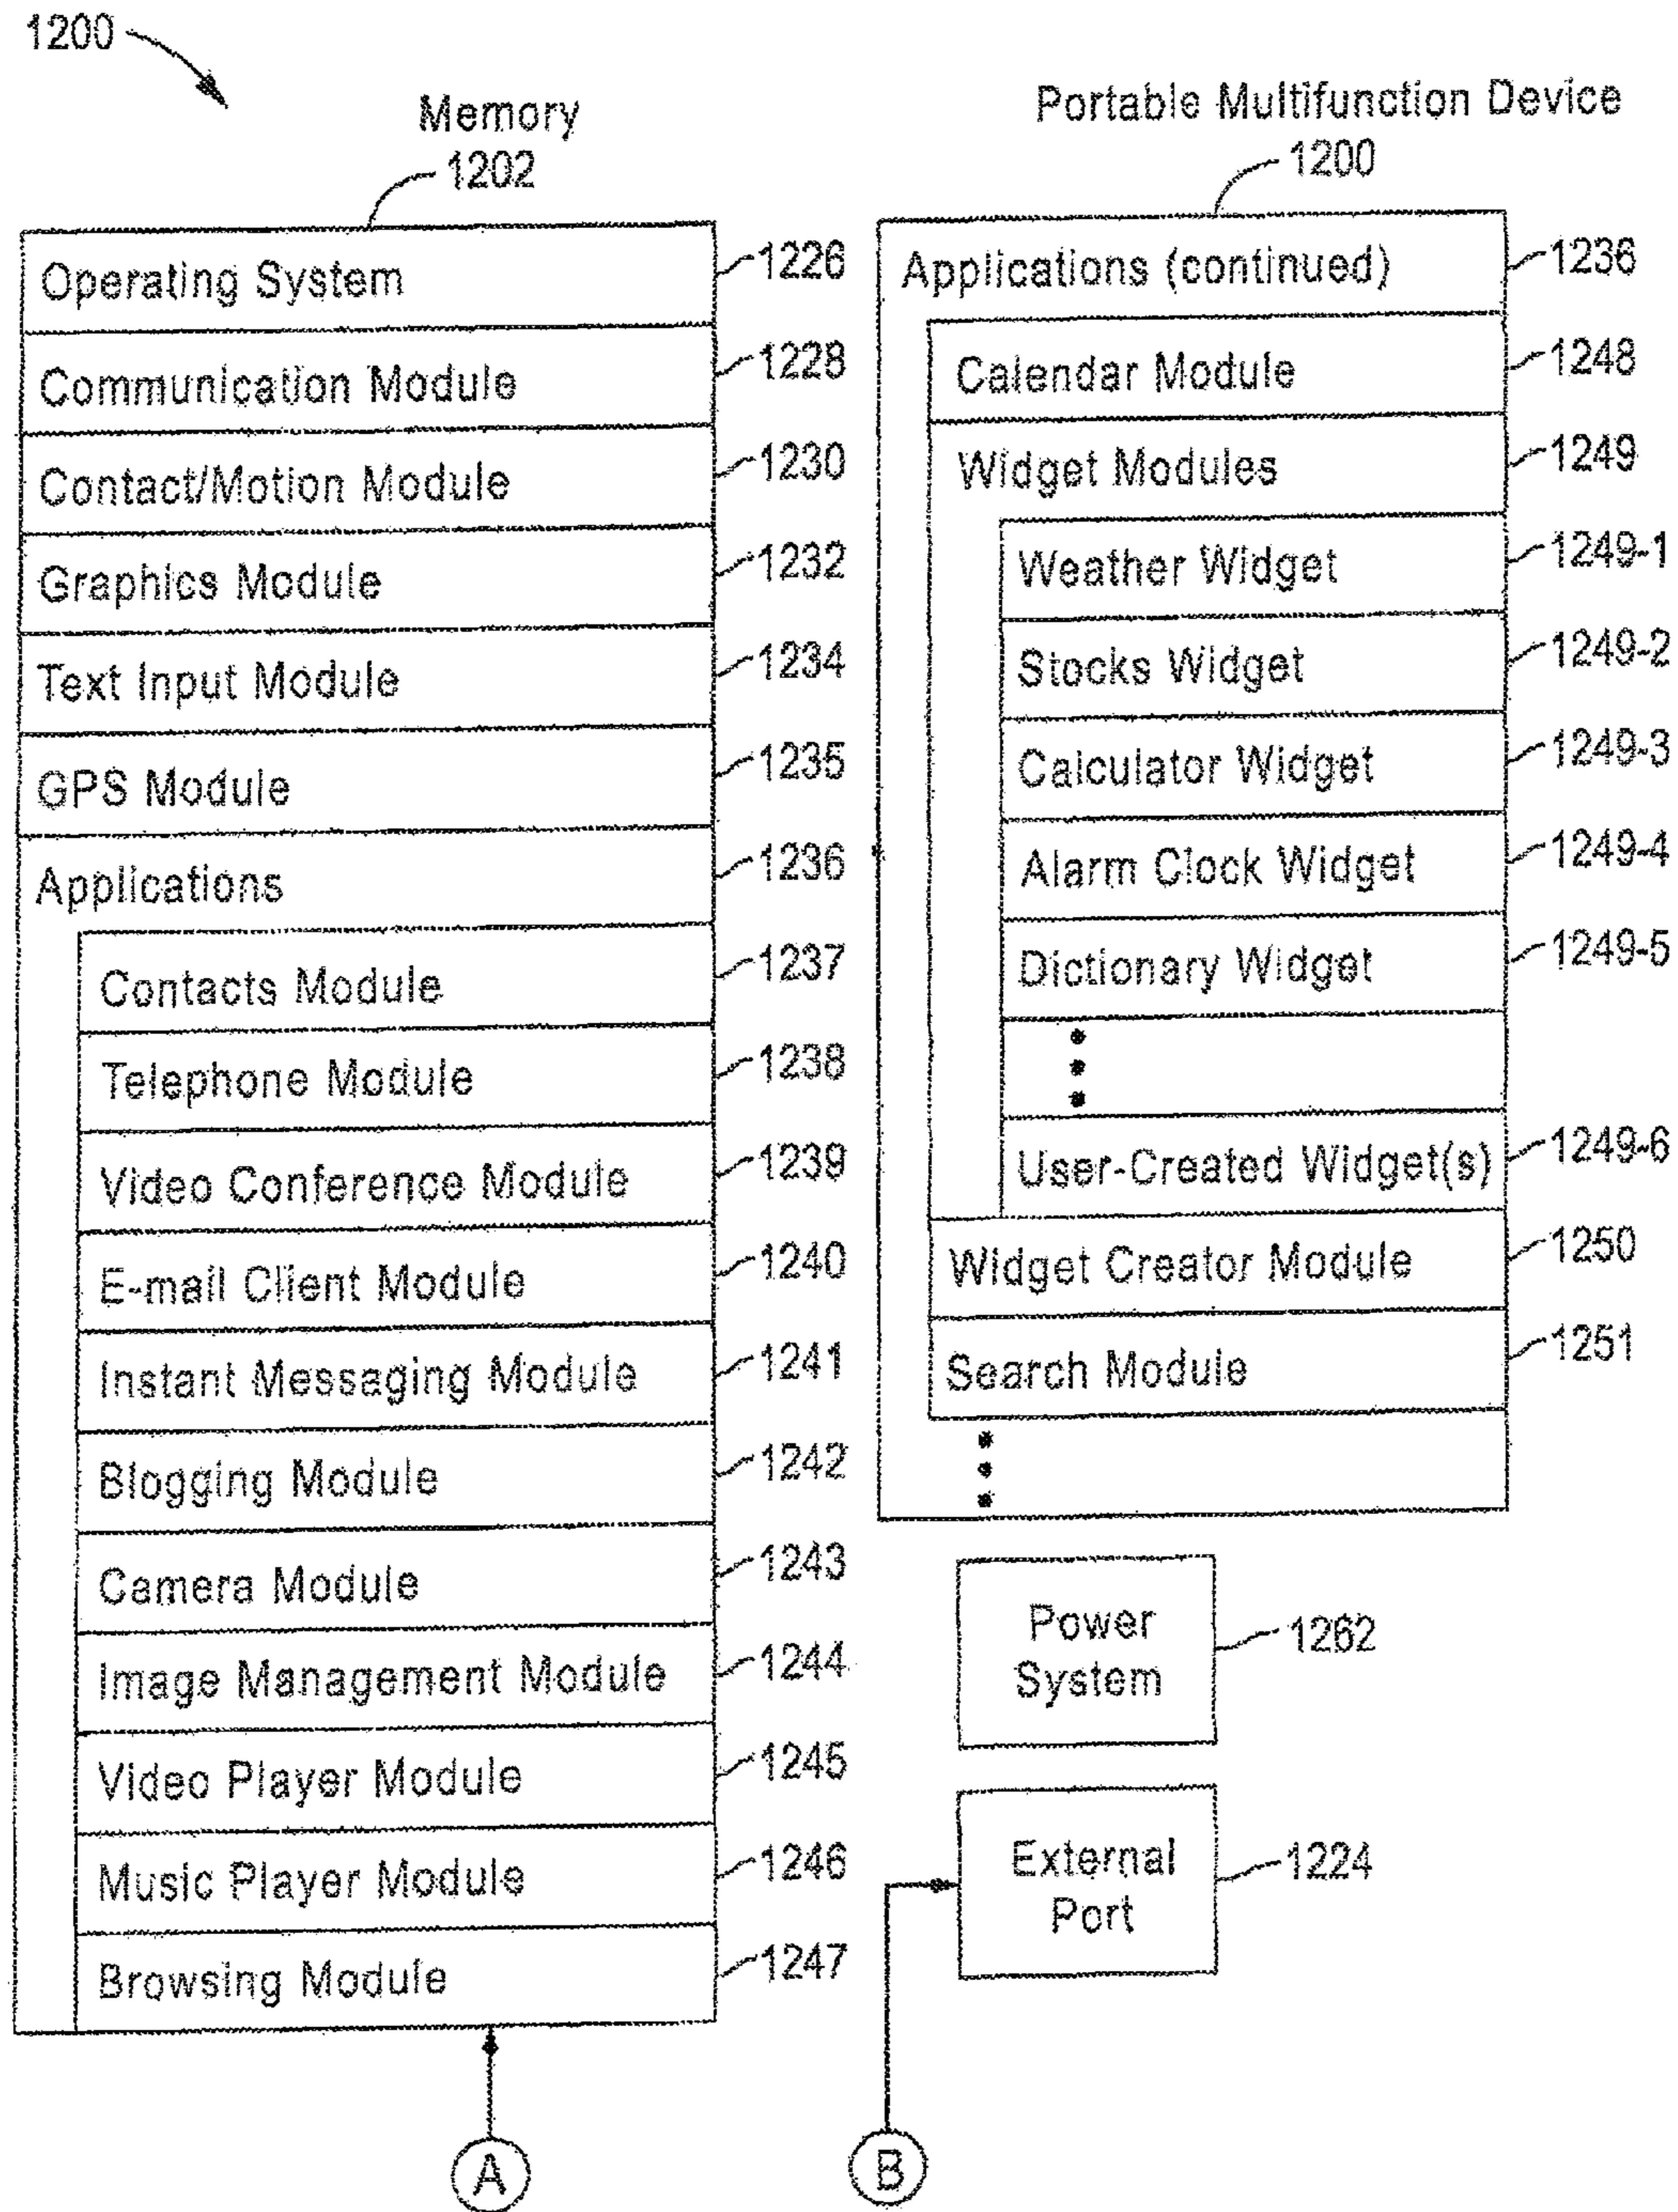 1200
Memory
1202
Operating System 1226
Communication Module 1228
Contact/Motion Module 1230
Graphics Module 1232
Text Input Module 1234
GPS Module 1235
Applications 1236
Contacts Module 1237
Telephone Module 1238
Video Conference Module 1239
E-mail Client Module 1240
Instant Messaging Module 1241
Blogging Module 1242
Camera Module 1243
Image Management Module 1244
Video Player Module 1245
Music Player Module 1246
Browsing Module 1247
A
Portable Multifunction Device
1200
Applications (continued) 1236
Calendar Module 1248
Widget Modules 1249
Weather Widget 1249-1
Stocks Widget 1249-2
Calculator Widget 1249-3
Alarm Clock Widget 1249-4
Dictionary Widget 1249-5
User-Created Widget(s) 1249-6
Widget Creator Module 1250
Search Module 1251
Power
System
1262
External
Port
1224
B